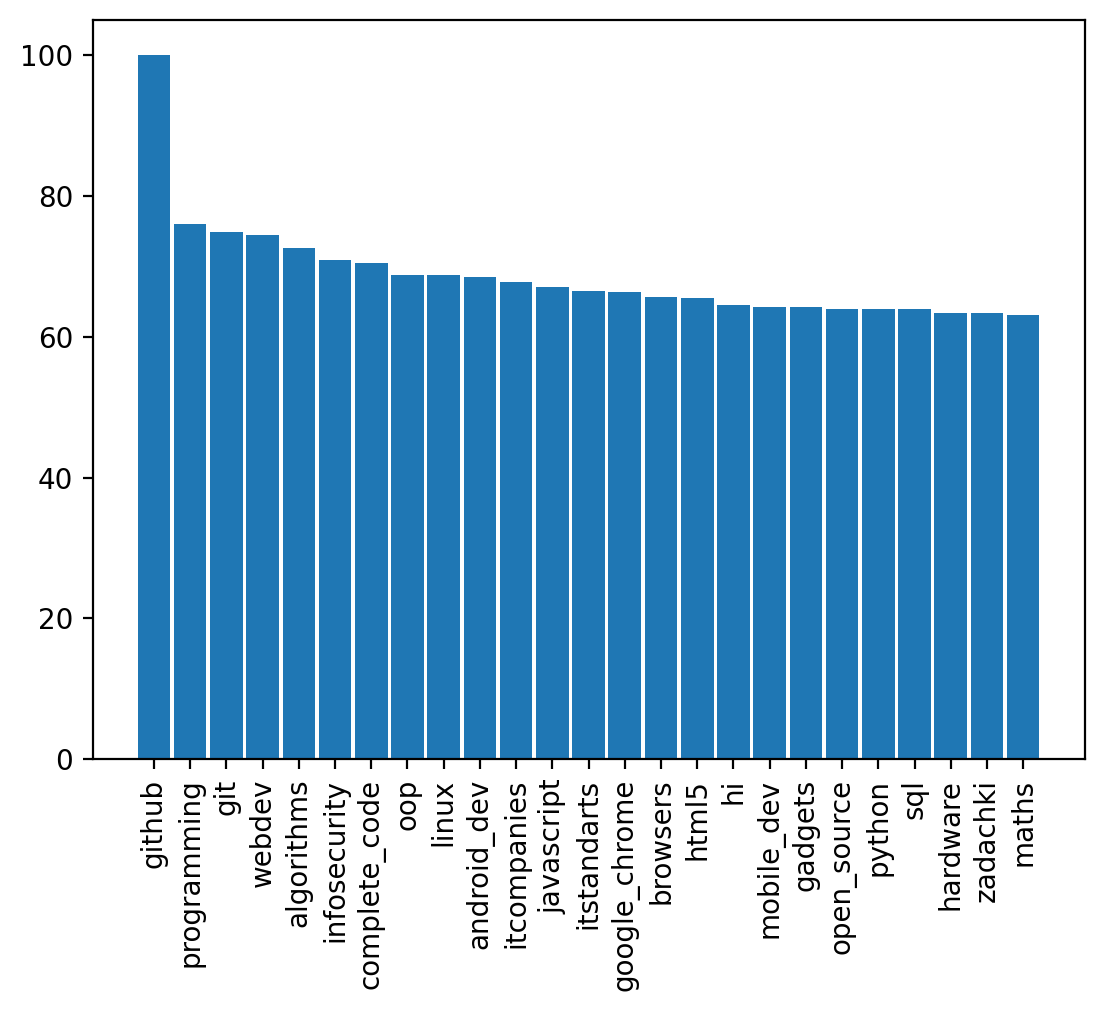 100
80
60
40
20
0
github
programming
git
webdev
algorithms
infosecurity
complete_code
oop
linux
android_dev
itcompanies
javascript
itstandarts
google_chrome
browsers
html5
hi
mobile_dev
gadgets
open_source
python
sql
hardware
zadachki
maths